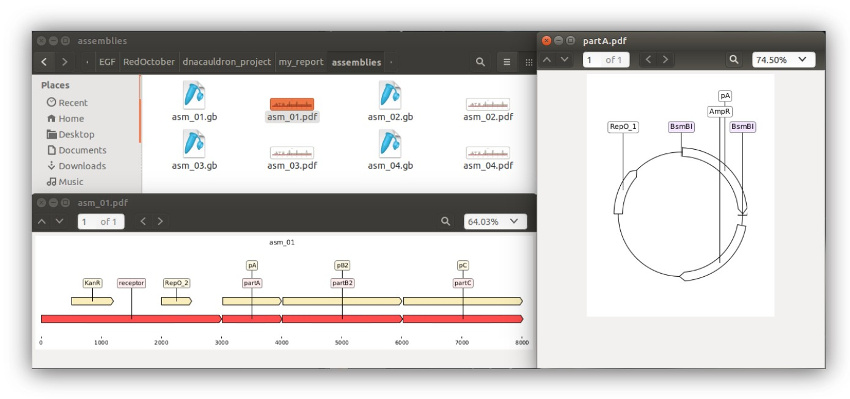 assemblies
EGF RedOctober dnacauldron_project my_report assemblies
Places
Recent
Home
Desktop
Documents
Downloads
Music
asm_01.gb asm_01.pdf asm_02.gb asm_02.pdf
asm_03.gb asm_03.pdf asm_04.gb asm_04.pdf
asm_01.pdf
1 of 1 64.03%
asm_01
pA pB2 pC
KanR receptor RepO_2 partA partB2 partC
0 1000 2000 3000 4000 5000 6000 7000 8000
partA.pdf
1 of 1 74.50%
pA
AmpR
RepO_1 BsmBI BsmBI